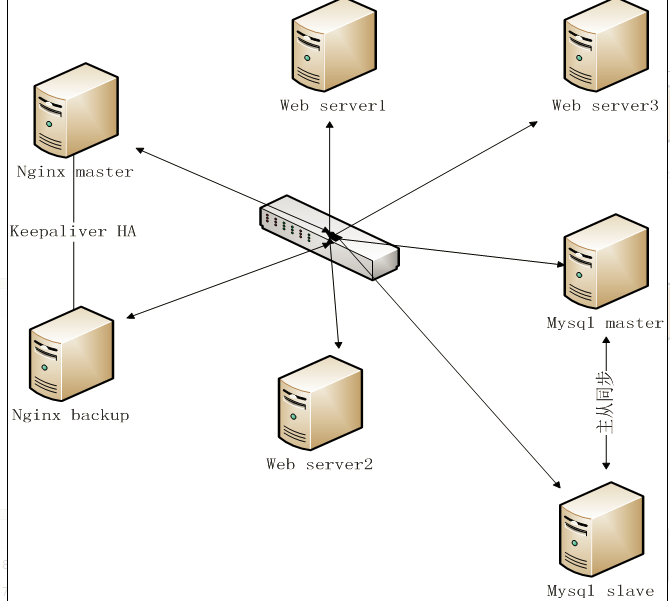 Web server1
Web server3
Nginx master
Keepaliver HA
Mysql master
主从同步
Nginx backup
Web server2
Mysql slave